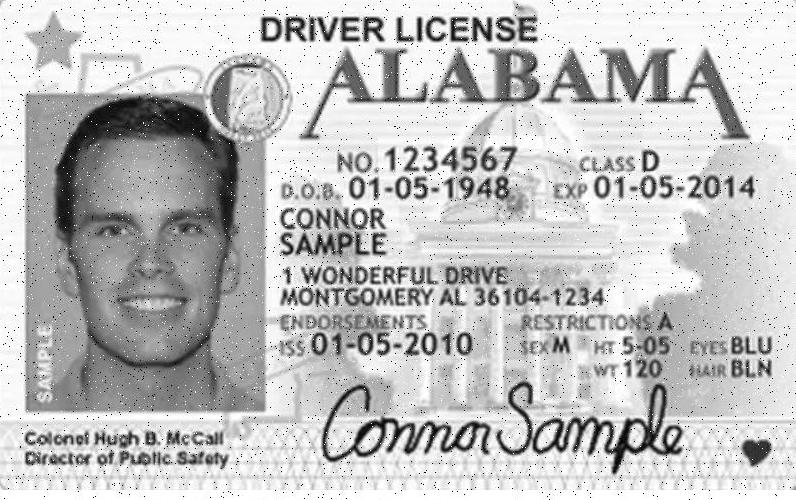 DRIVER LICENSE
ALABAMA
NO. 1234567 CLASS D
D.O.B. 01-05-1948 EXP 01-05-2014
CONNOR
SAMPLE
1 WONDERFUL DRIVE
MONTGOMERY AL 36104-1234
ENDORSEMENTS RESTRICTIONS A
ISS 01-05-2010 SEX M HT 5-05 EYES BLU
WT 120 HAIR BLN
SAMPLE
Connor Sample
Colonel Hugh B. McCall
Director of Public Safety